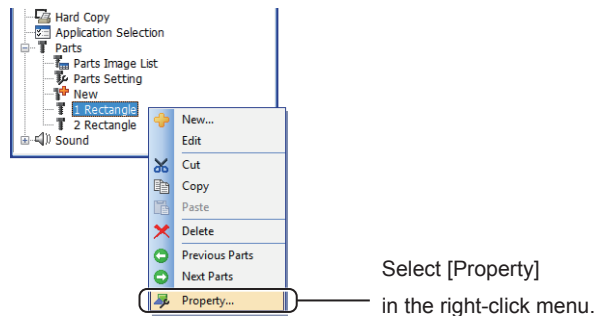 Hard Copy
Application Selection
Parts
Parts Image List
Parts Setting
New
1 Rectangle
2 Rectangle
Sound
New...
Edit
Cut
Copy
Paste
Delete
Previous Parts
Next Parts
Property...
Select [Property]
in the right-click menu.